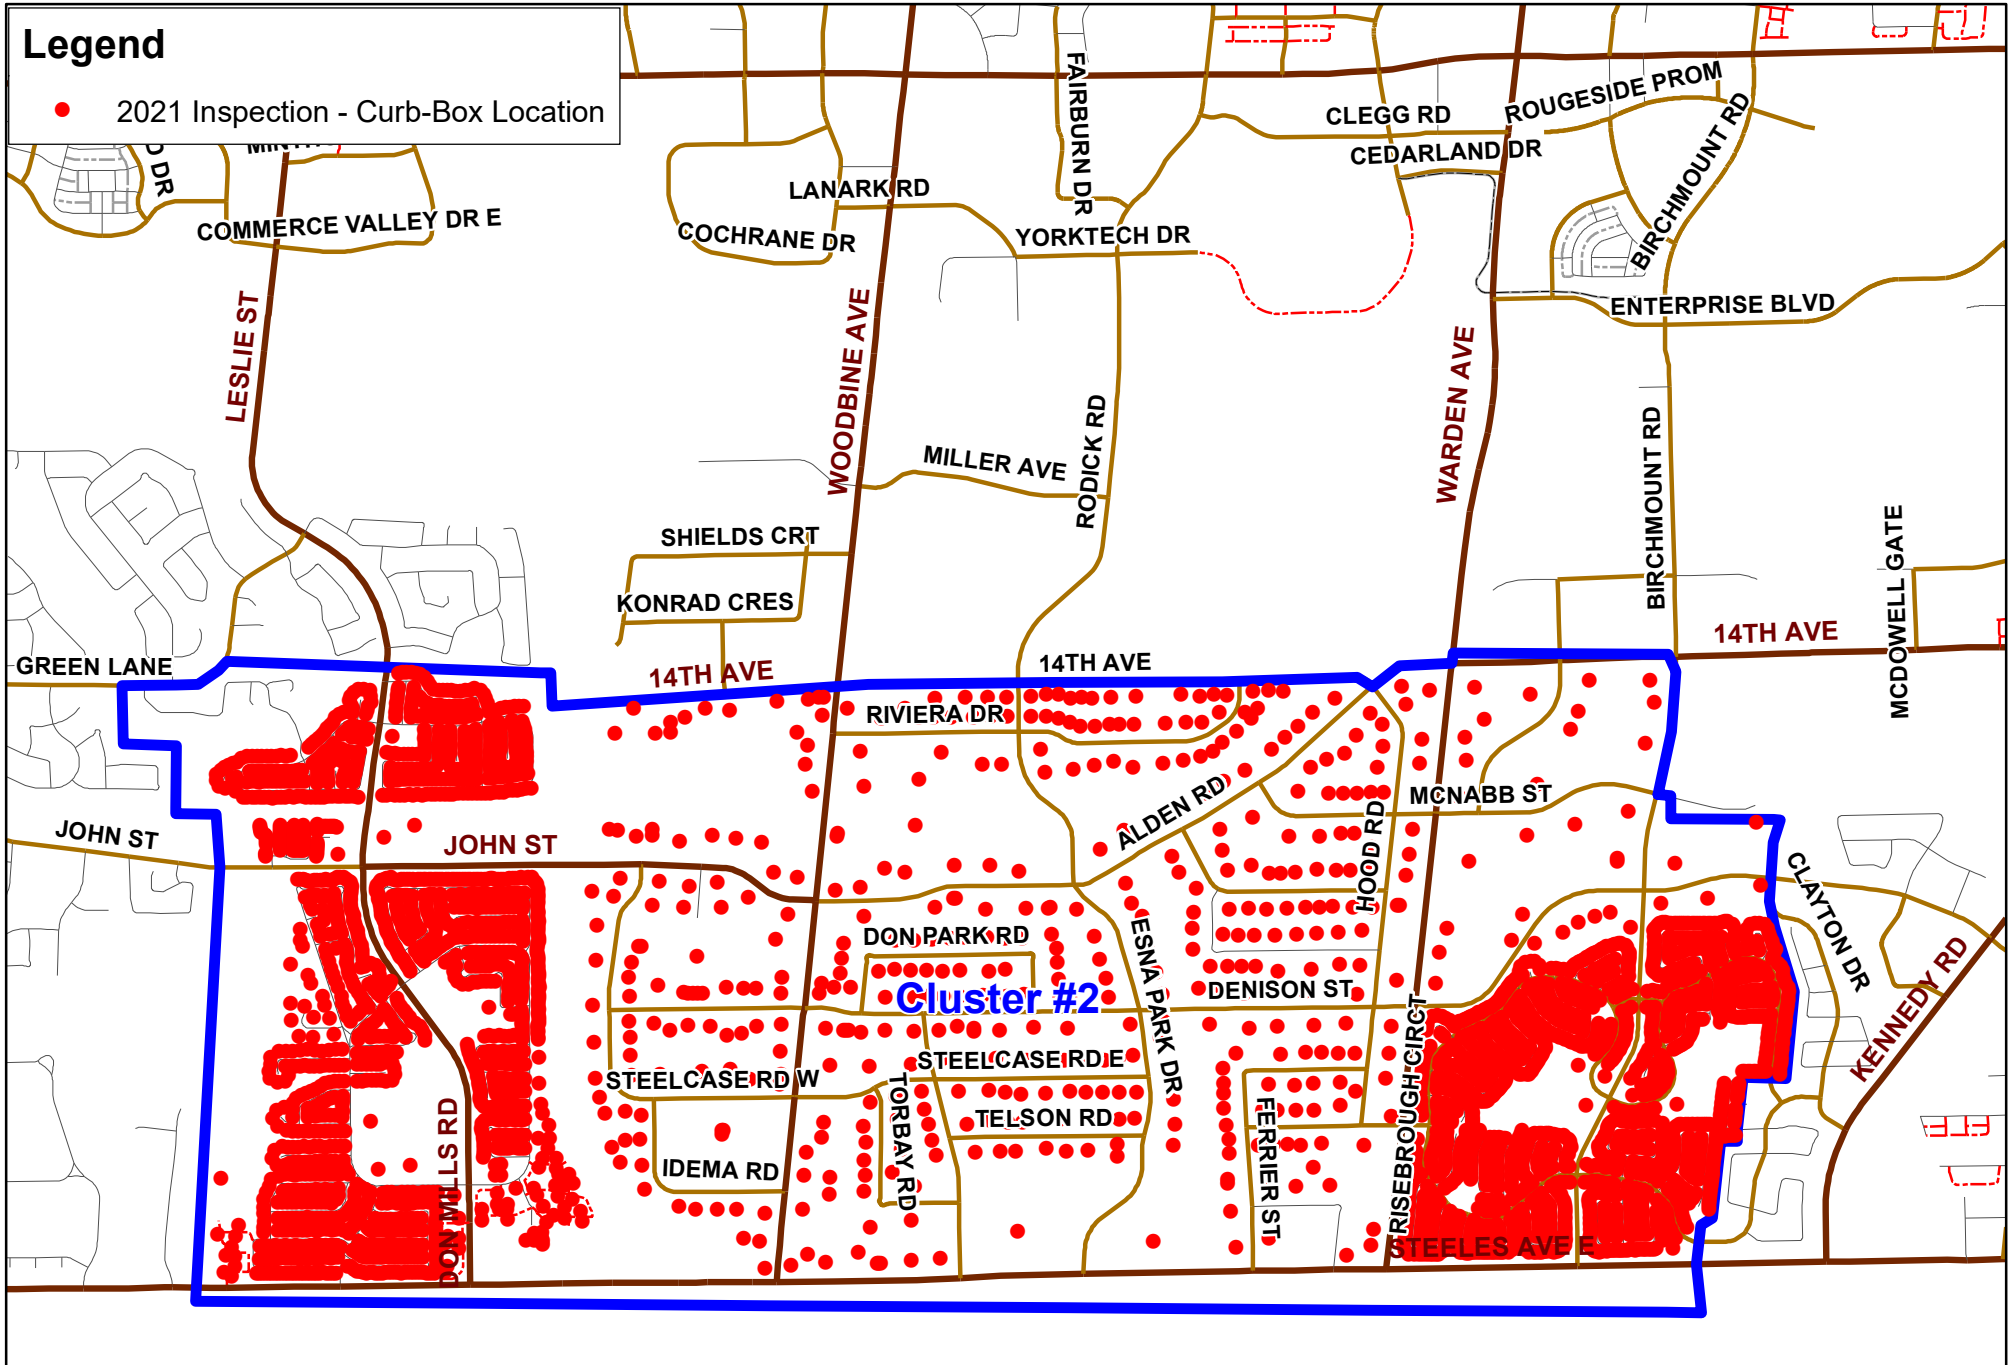 Legend
2021 Inspection - Curb-Box Location
FAIRBURN DR
CLEGG RD
ROUGESIDE PROM
CEDARLAND DR
BIRCHMOUNT RD
LANARK RD
COMMERCE VALLEY DR E
COCHRANE DR
YORKTECH DR
ENTERPRISE BLVD
LESLIE ST
WOODBINE AVE
WARDEN AVE
RODICK RD
BIRCHMOUNT RD
MILLER AVE
SHIELDS CRT
KONRAD CRES
MCDOWELL GATE
14TH AVE
GREEN LANE
14TH AVE
14TH AVE
RIVIERA DR
ALDEN RD
MCNABB ST
HOOD RD
JOHN ST
JOHN ST
CLAYTON DR
DON PARK RD
ESNA PARK DR
KENNEDY RD
Cluster #2
DENISON ST
STEELCASE RD E
STEELCASE RD W
TORBAY RD
TELSON RD
FERRIER ST
RISEBROUGH CIRCT
IDEMA RD
DON MILLS RD
STEELES AVE E